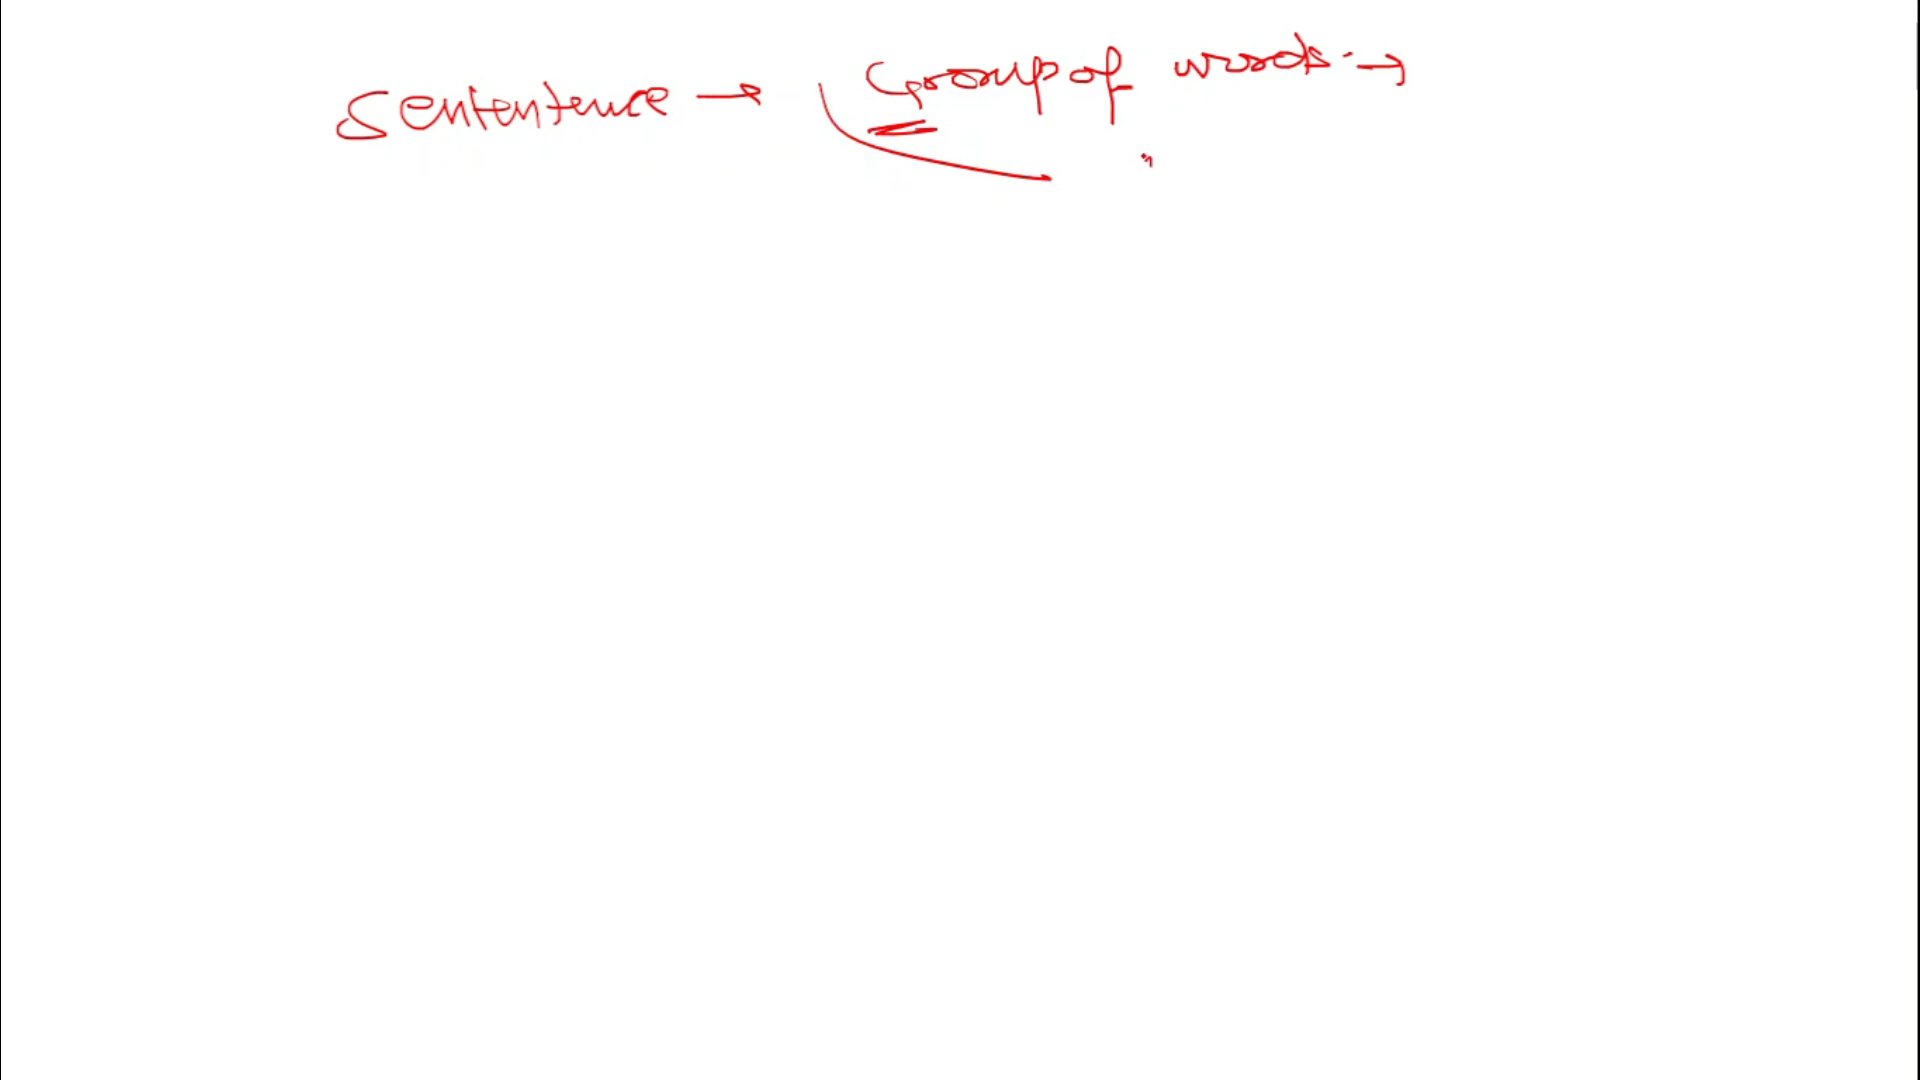 Sententence → Group of words. →